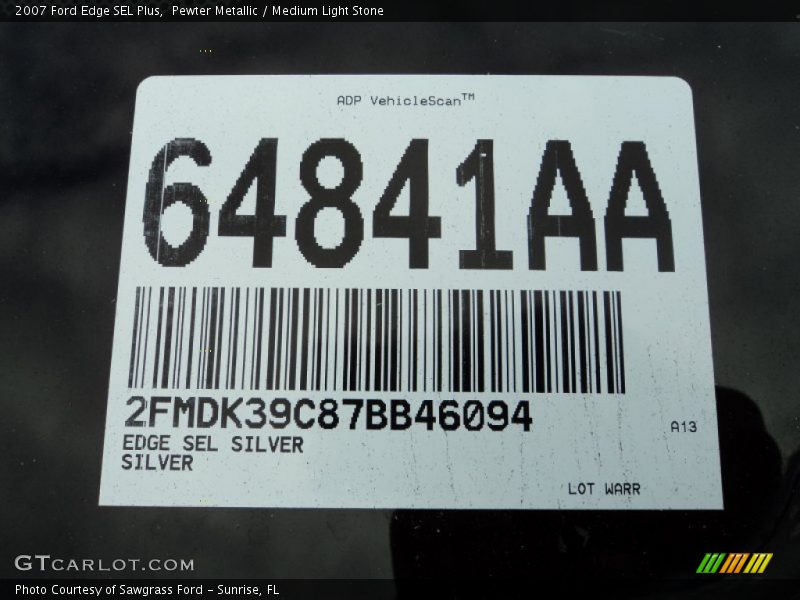 2007 Ford Edge SEL Plus,  Pewter Metallic / Medium Light Stone
ADP VehicleScan™
64841AA
2FMDK39C87BB46094
EDGE SEL SILVER
SILVER
A13
LOT WARR
GTCARLOT.COM
Photo Courtesy of Sawgrass Ford - Sunrise, FL